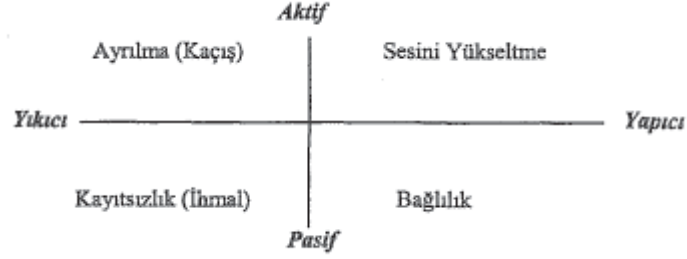 Aktif
Ayrılma (Kaçış) Sesini Yükseltme
Yıkıcı Yapıcı
Kayıtsızlık (İhmal) Bağlılık
Pasif